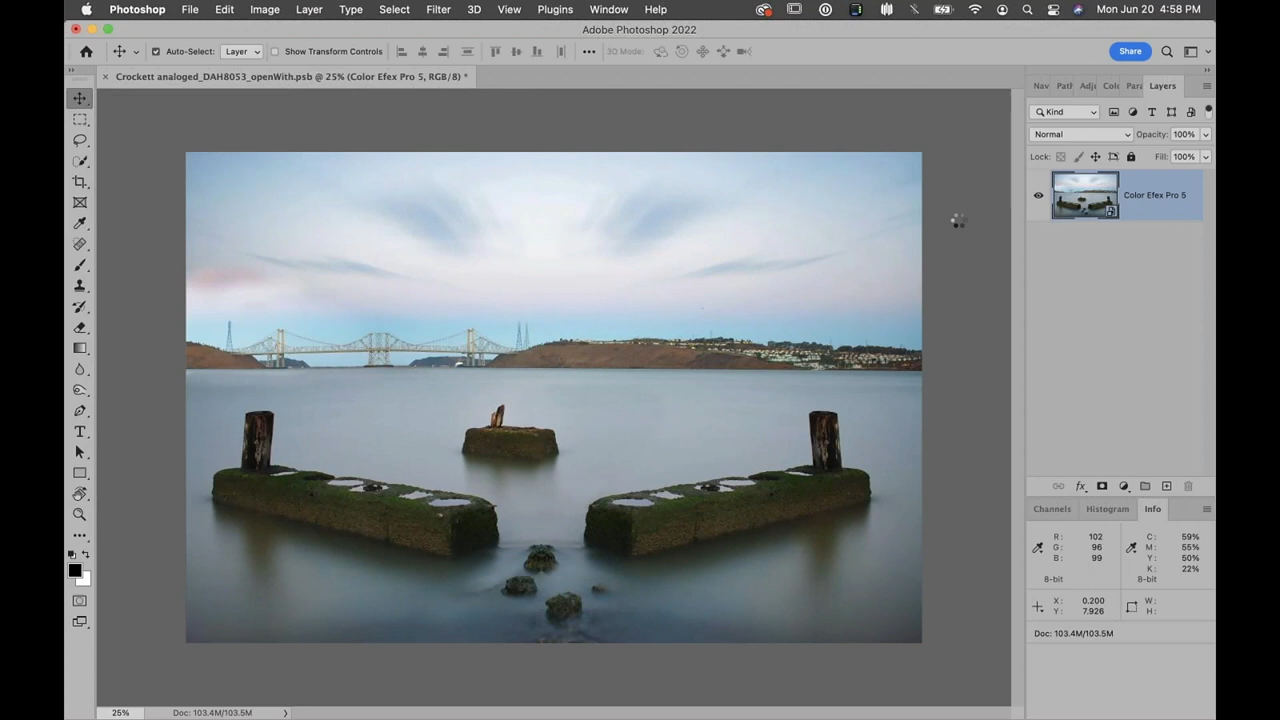 Photoshop File Edit Image Layer Type Select Filter 3D View Plugins Window Help Mon Jun 20 4:58 PM
Adobe Photoshop 2022
Auto-Select: Layer Show Transform Controls 3D Mode: Share
Crockett analoged_DAH8053_openWith.psb @ 25% (Color Efex Pro 5, RGB/8) *
Nav Path Adj Colo Para Layers
Kind
Normal Opacity: 100%
Lock: Fill: 100%
Color Efex Pro 5
Channels Histogram Info
R: 102 C: 59%
G: 96 M: 55%
B: 99 Y: 50%
K: 22%
8-bit 8-bit
X: 0.200 W:
Y: 7.926 H:
Doc: 103.4M/103.5M
25% Doc: 103.4M/103.5M